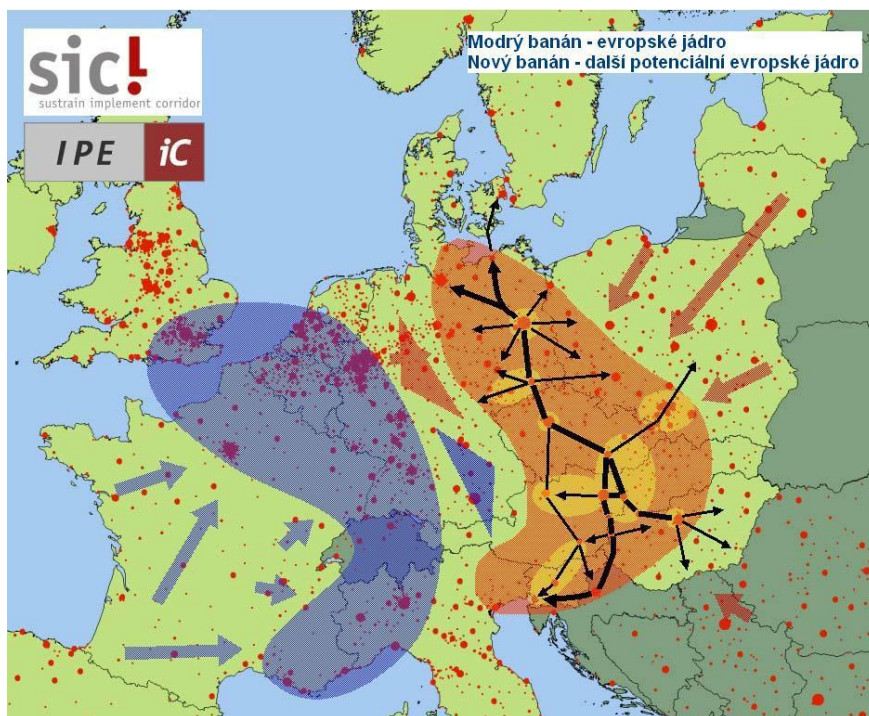 Modrý banán - evropské jádro
Nový banán - další potenciální evropské jádro
sic!
sustrain implement corridor
IPE iC